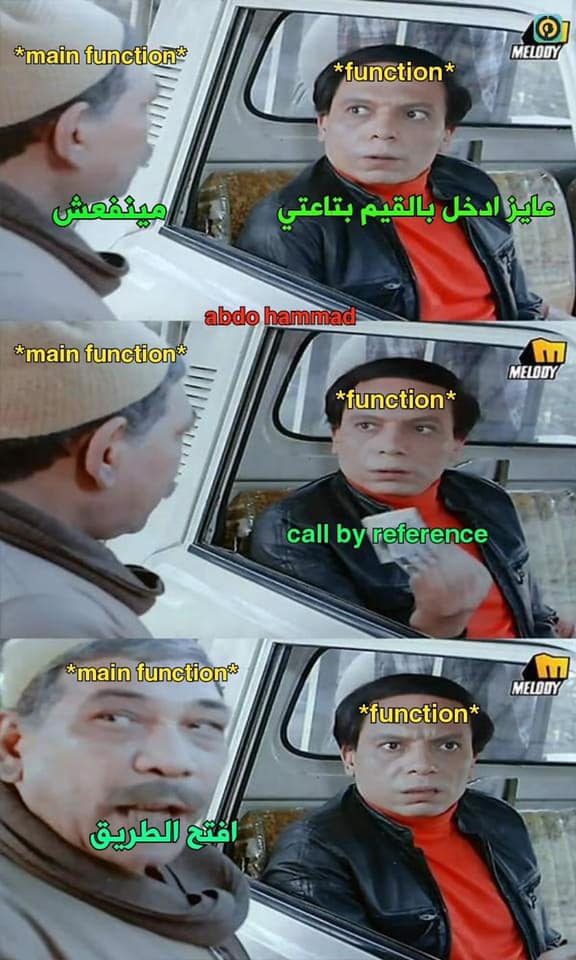 MELODY
*main function*
*function*
عايز ادخل بالقيم بتاعتي
مينفعش
abdo hammad
MELODY
*main function*
*function*
call by reference
MELODY
*main function*
*function*
افتح الطريق